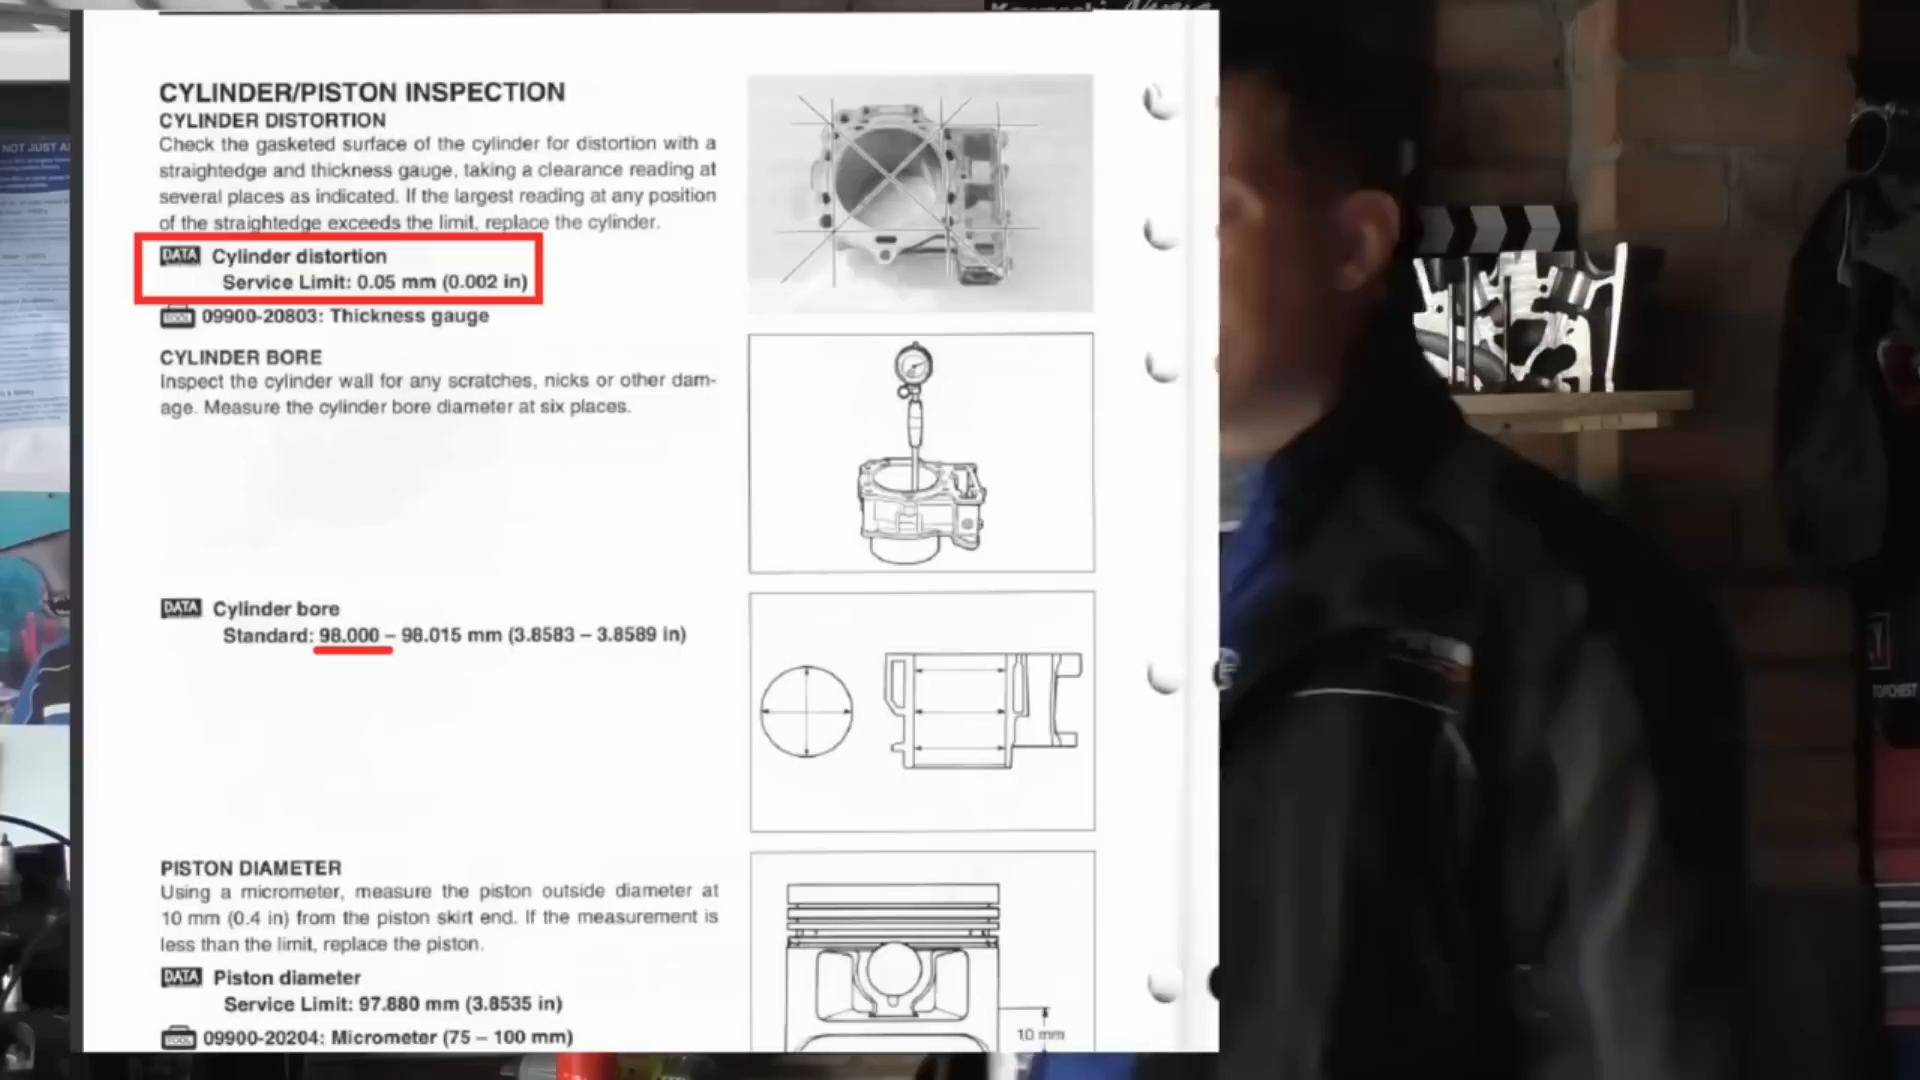 Kawasaki
NOT JUST A
CYLINDER/PISTON INSPECTION
CYLINDER DISTORTION
Check the gasketed surface of the cylinder for distortion with a
straightedge and thickness gauge, taking a clearance reading at
several places as indicated. If the largest reading at any position
of the straightedge exceeds the limit, replace the cylinder.
DATA Cylinder distortion
Service Limit: 0.05 mm (0.002 in)
TOOL 09900-20803: Thickness gauge
CYLINDER BORE
Inspect the cylinder wall for any scratches, nicks or other dam-
age. Measure the cylinder bore diameter at six places.
DATA Cylinder bore
Standard: 98.000 – 98.015 mm (3.8583 – 3.8589 in)
PISTON DIAMETER
Using a micrometer, measure the piston outside diameter at
10 mm (0.4 in) from the piston skirt end. If the measurement is
less than the limit, replace the piston.
DATA Piston diameter
Service Limit: 97.880 mm (3.8535 in)
TOOL 09900-20204: Micrometer (75 – 100 mm)
10 mm
TOPCHEST